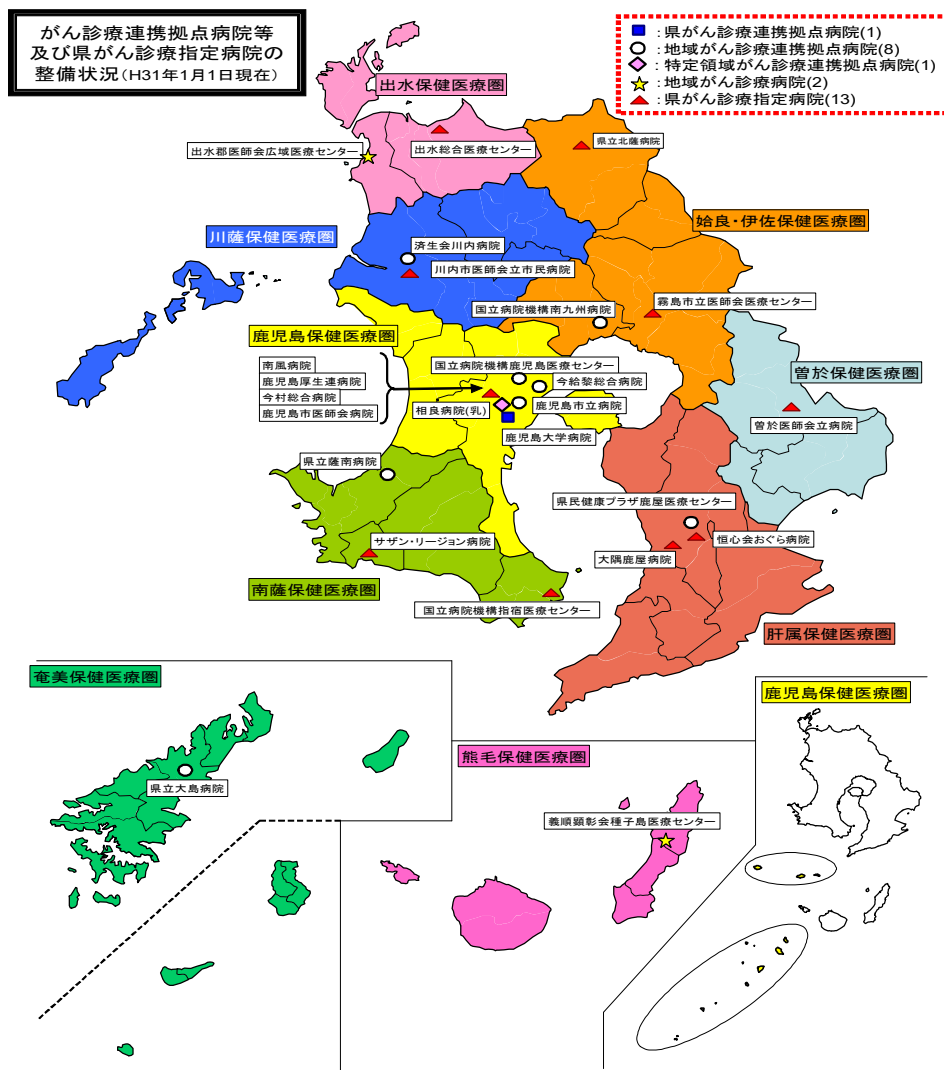 がん診療連携拠点病院等
及び県がん診療指定病院の
整備状況(H31年1月1日現在)
：県がん診療連携拠点病院(1)
：地域がん診療連携拠点病院(8)
：特定領域がん診療連携拠点病院(1)
：地域がん診療病院(2)
：県がん診療指定病院(13)
出水保健医療圏
出水郡医師会広域医療センター
出水総合医療センター
県立北薩病院
姶良・伊佐保健医療圏
川薩保健医療圏
済生会川内病院
川内市医師会立市民病院
国立病院機構南九州病院
霧島市立医師会医療センター
鹿児島保健医療圏
曽於保健医療圏
南風病院
鹿児島厚生連病院
今村総合病院
鹿児島市医師会病院
国立病院機構鹿児島医療センター
今給黎総合病院
相良病院(乳)
鹿児島市立病院
鹿児島大学病院
曽於医師会立病院
県立薩南病院
県民健康プラザ鹿屋医療センター
サザン・リージョン病院
恒心会おぐら病院
大隅鹿屋病院
南薩保健医療圏
国立病院機構指宿医療センター
肝属保健医療圏
奄美保健医療圏
鹿児島保健医療圏
熊毛保健医療圏
県立大島病院
義順顕彰会種子島医療センター